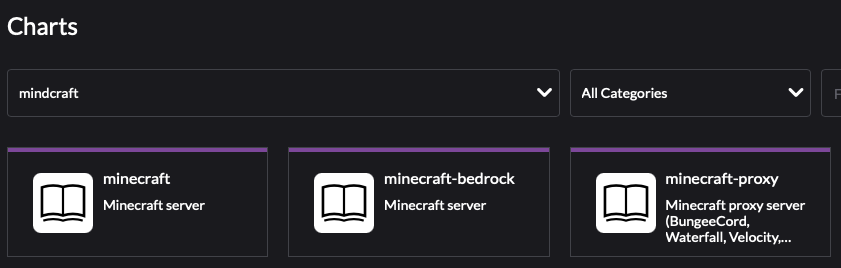 Charts
mindcraft
All Categories
F
minecraft
Minecraft server
minecraft-bedrock
Minecraft server
minecraft-proxy
Minecraft proxy server
(BungeeCord,
Waterfall, Velocity,...